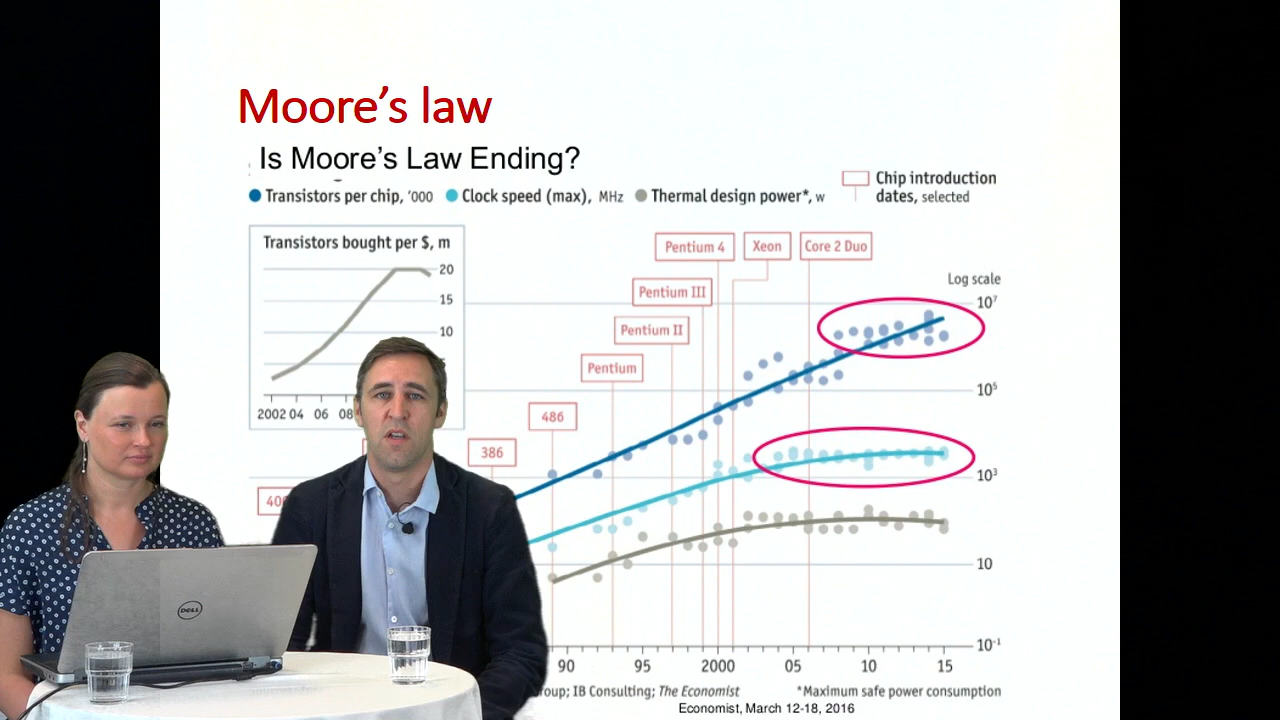 Moore's law
Is Moore's Law Ending?
Transistors per chip, '000 Clock speed (max), MHz Thermal design power*, w
Chip introduction
dates, selected
Transistors bought per $, m
20
15
10
2002 04 06 08
Pentium 4 Xeon Core 2 Duo
Log scale
Pentium III
10⁷
Pentium II
Pentium
10⁵
486
386
10³
10
10⁻¹
90 95 2000 05 10 15
IB Consulting; The Economist
*Maximum safe power consumption
Economist, March 12-18, 2016
DELL